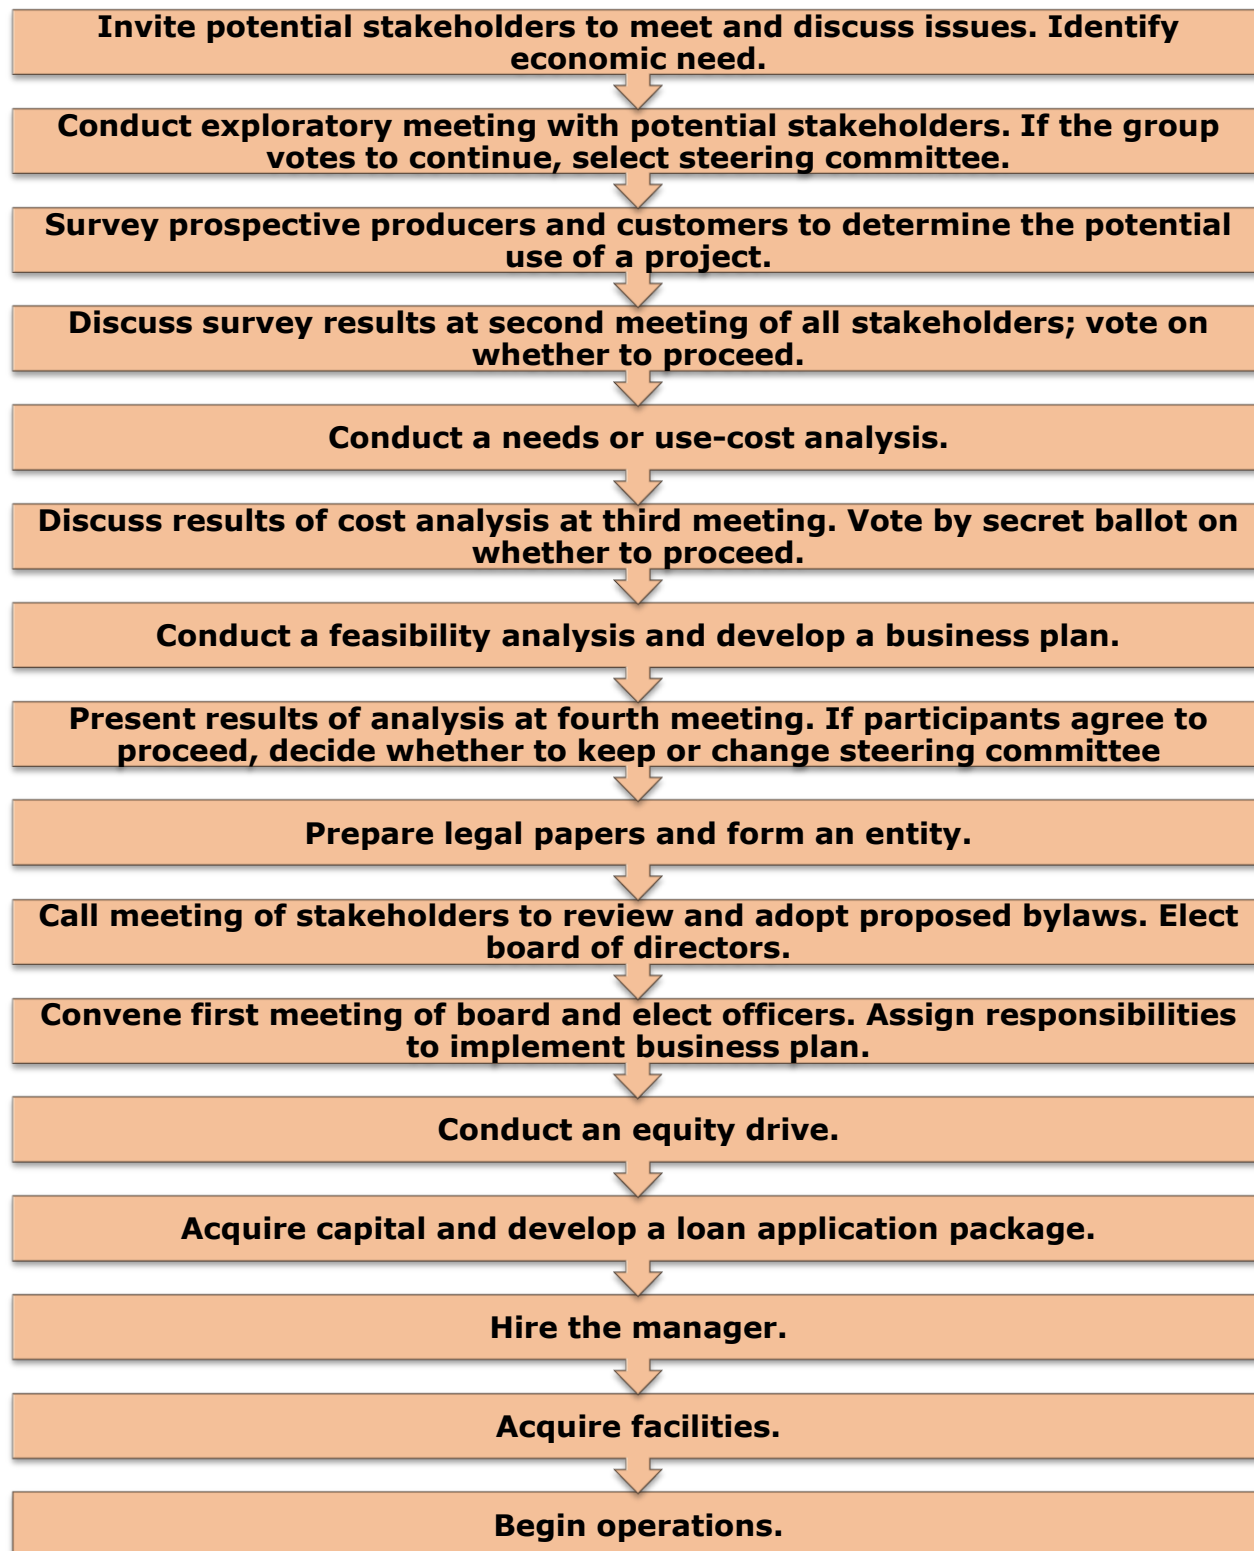 Invite potential stakeholders to meet and discuss issues. Identify
economic need.
Conduct exploratory meeting with potential stakeholders. If the group
votes to continue, select steering committee.
Survey prospective producers and customers to determine the potential
use of a project.
Discuss survey results at second meeting of all stakeholders; vote on
whether to proceed.
Conduct a needs or use-cost analysis.
Discuss results of cost analysis at third meeting. Vote by secret ballot on
whether to proceed.
Conduct a feasibility analysis and develop a business plan.
Present results of analysis at fourth meeting. If participants agree to
proceed, decide whether to keep or change steering committee
Prepare legal papers and form an entity.
Call meeting of stakeholders to review and adopt proposed bylaws. Elect
board of directors.
Convene first meeting of board and elect officers. Assign responsibilities
to implement business plan.
Conduct an equity drive.
Acquire capital and develop a loan application package.
Hire the manager.
Acquire facilities.
Begin operations.